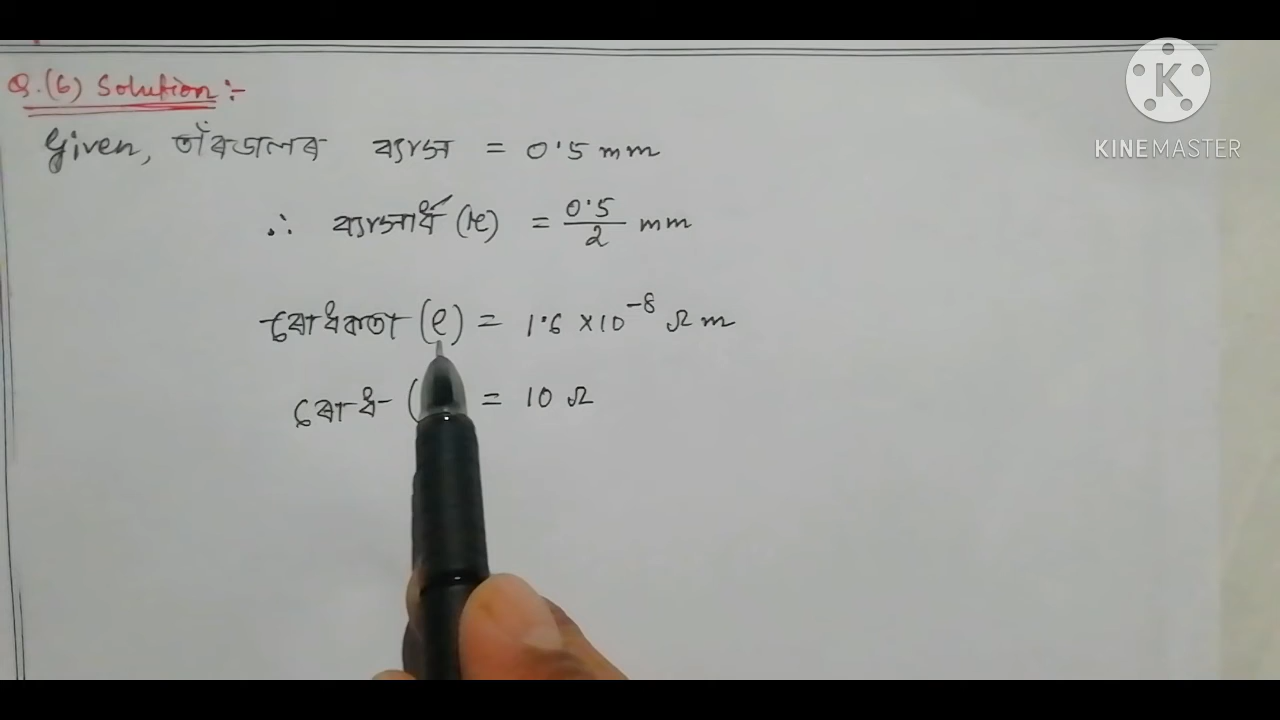 Q.(6) Solution :-
K
KINEMASTER
Given, তাঁৰডালৰ ব্যাস = 0.5 mm
∴ ব্যাসাৰ্ধ (r) = 0.5/2 mm
ৰোধকতা (ρ) = 1.6 × 10⁻⁸ Ω m
ৰোধ ( = 10 Ω